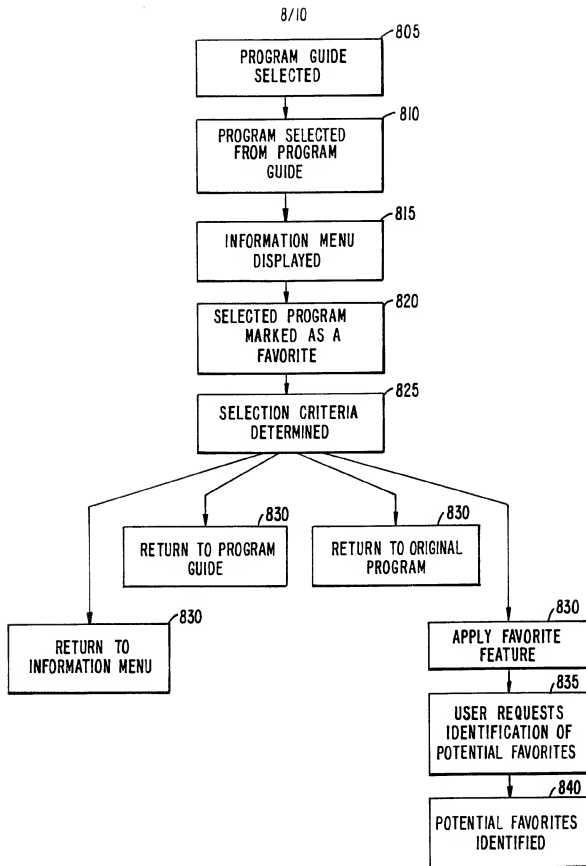 8/10
805
PROGRAM GUIDE
SELECTED
810
PROGRAM SELECTED
FROM PROGRAM
GUIDE
815
INFORMATION MENU
DISPLAYED
820
SELECTED PROGRAM
MARKED AS A
FAVORITE
825
SELECTION CRITERIA
DETERMINED
830
RETURN TO PROGRAM
GUIDE
830
RETURN TO ORIGINAL
PROGRAM
830
RETURN TO
INFORMATION MENU
830
APPLY FAVORITE
FEATURE
835
USER REQUESTS
IDENTIFICATION OF
POTENTIAL FAVORITES
840
POTENTIAL FAVORITES
IDENTIFIED